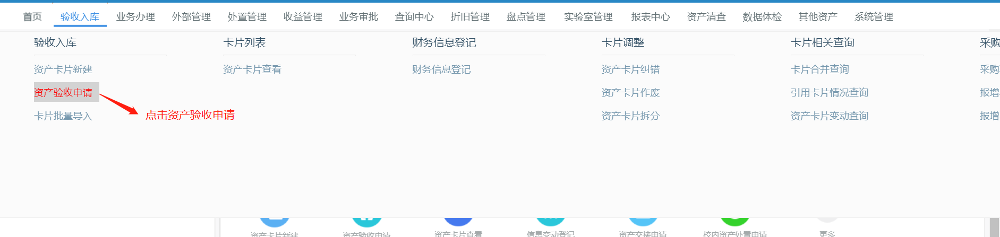 首页 验收入库 业务办理 外部管理 处置管理 收益管理 业务审批 查询中心 折旧管理 盘点管理 实验室管理 报表中心 资产清查 数据体检 其他资产 系统管理
验收入库 卡片列表 财务信息登记 卡片调整 卡片相关查询 采购
资产卡片新建 资产卡片查看 财务信息登记 资产卡片纠错 卡片合并查询 采购
资产验收申请 资产卡片作废 引用卡片情况查询 报增
点击资产验收申请
卡片批量导入 资产卡片拆分 资产卡片变动查询 报增
资产卡片新建 资产验收申请 资产卡片查看 信息变动登记 资产交接申请 校内资产处置申请 更多